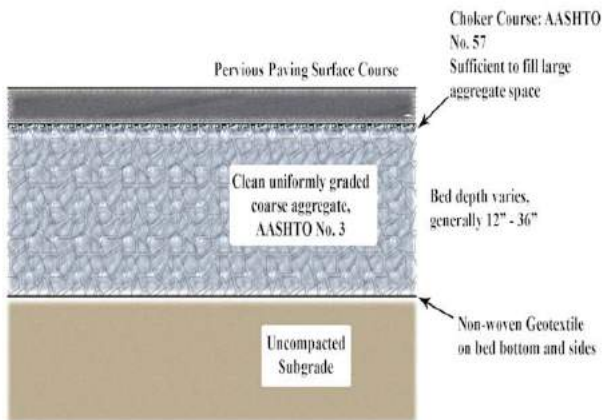 Choker Course: AASHTO
No. 57
Sufficient to fill large
aggregate space
Pervious Paving Surface Course
Clean uniformly graded
coarse aggregate,
AASHTO No. 3
Bed depth varies,
generally 12” - 36”
Non-woven Geotextile
on bed bottom and sides
Uncompacted
Subgrade